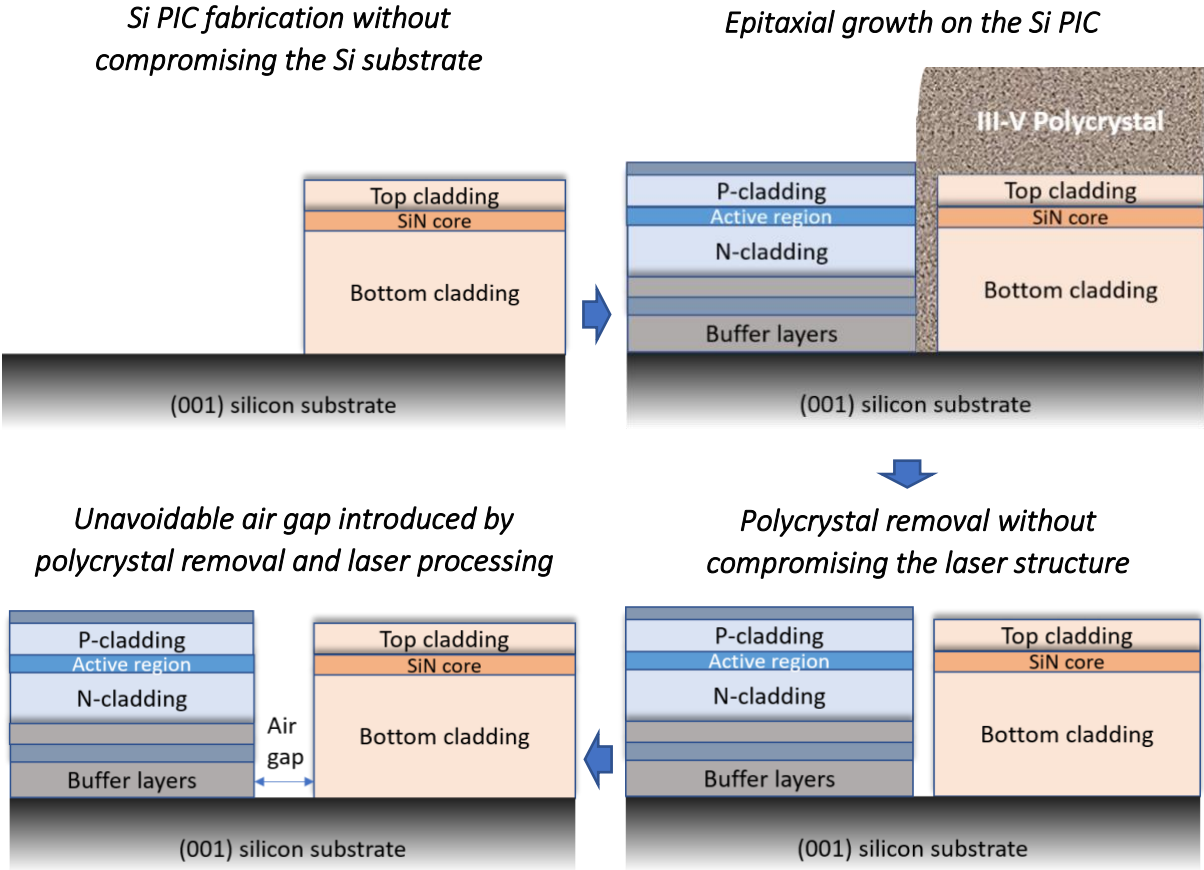 Si PIC fabrication without
compromising the Si substrate
Top cladding
SiN core
Bottom cladding
(001) silicon substrate
Epitaxial growth on the Si PIC
III-V Polycrystal
P-cladding
Active region
N-cladding
Buffer layers
Top cladding
SiN core
Bottom cladding
(001) silicon substrate
Polycrystal removal without
compromising the laser structure
P-cladding
Active region
N-cladding
Buffer layers
Top cladding
SiN core
Bottom cladding
(001) silicon substrate
Unavoidable air gap introduced by
polycrystal removal and laser processing
P-cladding
Active region
N-cladding
Buffer layers
Air
gap
Top cladding
SiN core
Bottom cladding
(001) silicon substrate